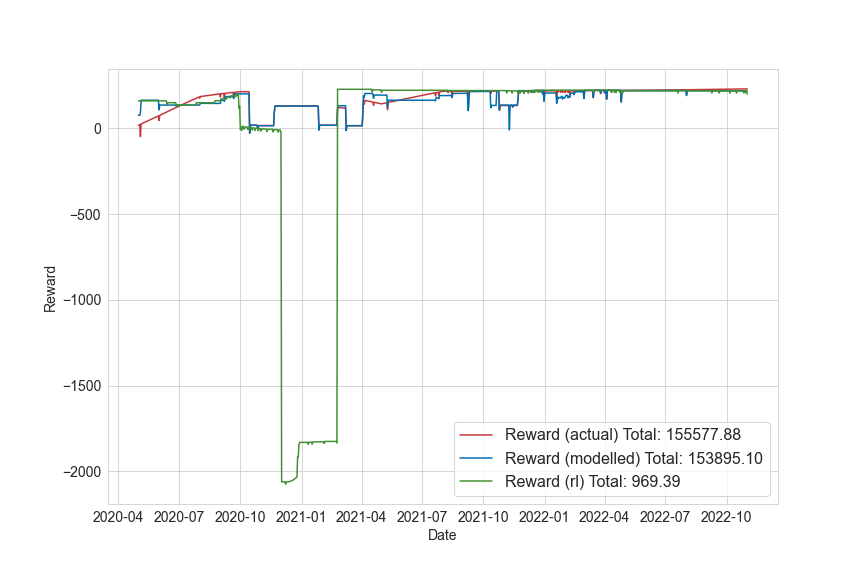 0
−500
−1000
−1500
−2000
Reward
2020-04 2020-07 2020-10 2021-01 2021-04 2021-07 2021-10 2022-01 2022-04 2022-07 2022-10
Date
Reward (actual) Total: 155577.88
Reward (modelled) Total: 153895.10
Reward (rl) Total: 969.39